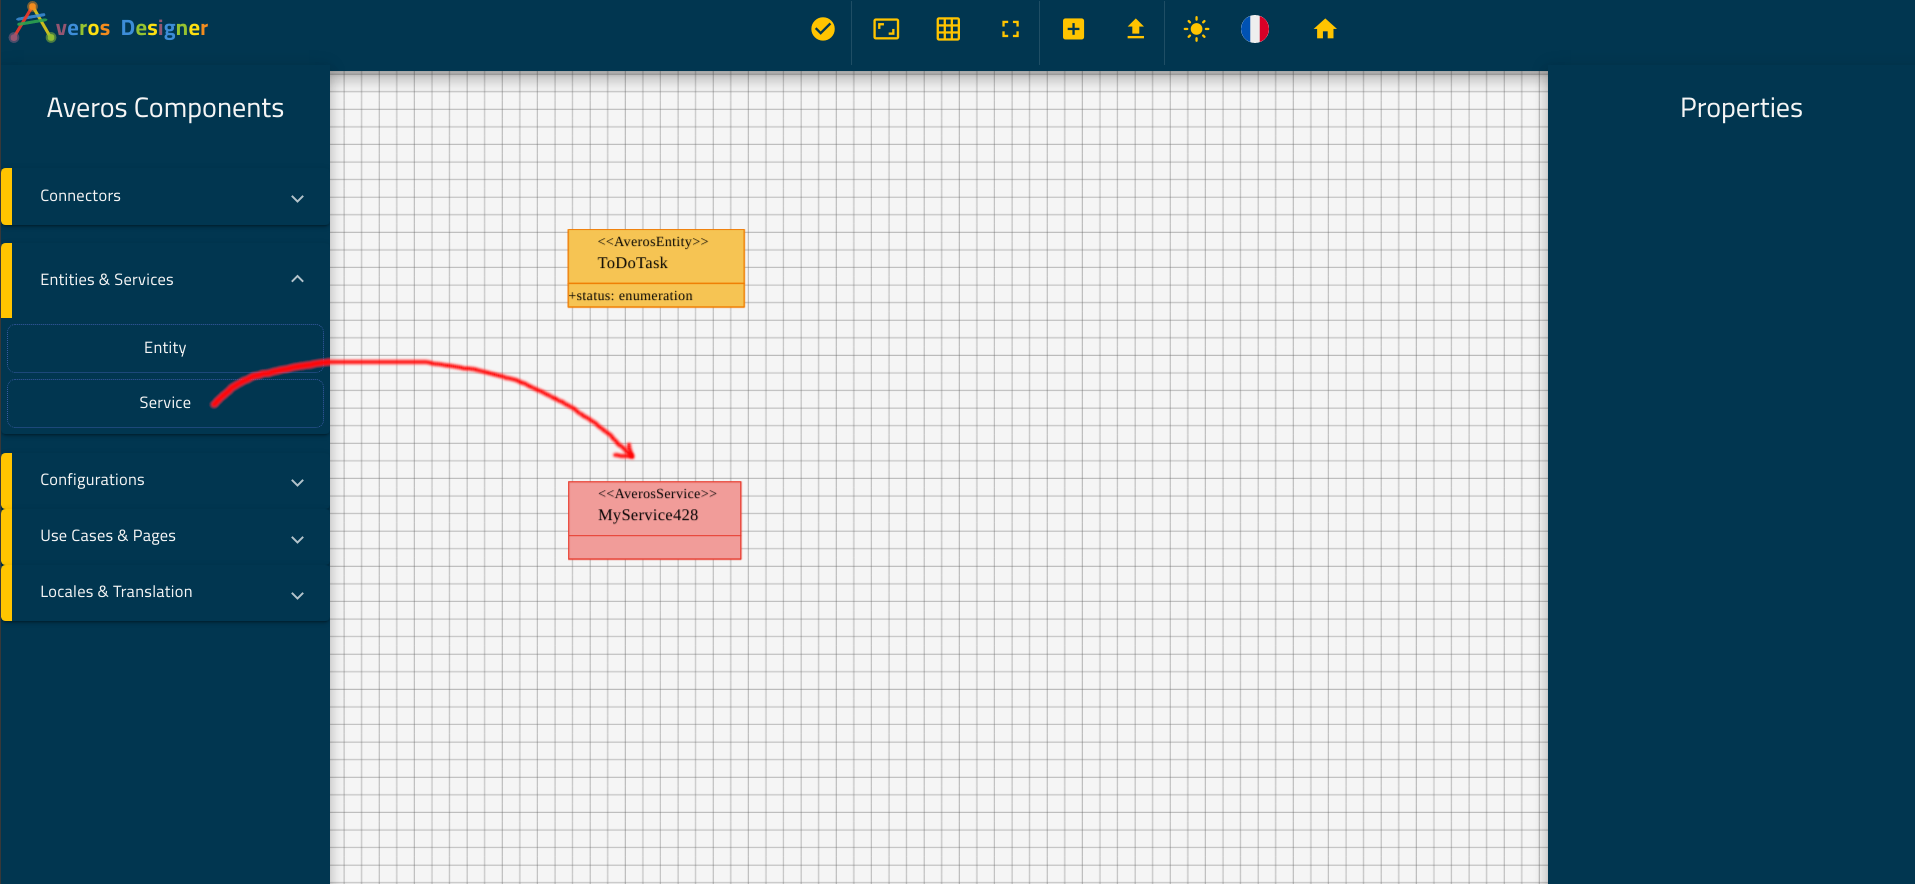 Averos Designer
Averos Components
Connectors
Entities & Services
Entity
Service
Configurations
Use Cases & Pages
Locales & Translation
<<AverosEntity>>
ToDoTask
+status: enumeration
<<AverosService>>
MyService428
Properties